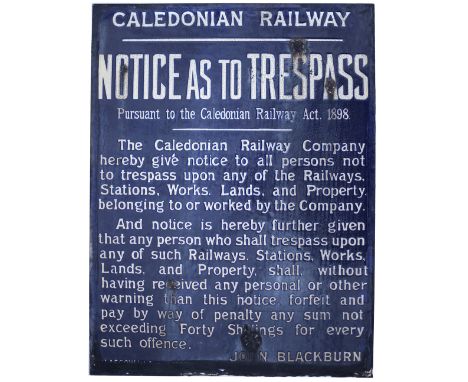 CALEDONIAN RAILWAY
NOTICE AS TO TRESPASS
Pursuant to the Caledonian Railway Act. 1898.
The Caledonian Railway Company
hereby give notice to all persons not
to trespass upon any of the Railways,
Stations, Works, Lands, and Property,
belonging to or worked by the Company.
And notice is hereby further given
that any person who shall trespass upon
any of such Railways, Stations, Works,
Lands, and Property, shall, without
having received any personal or other
warning than this notice, forfeit and
pay by way of penalty any sum not
exceeding Forty Shillings for every
such offence.
JOHN BLACKBURN